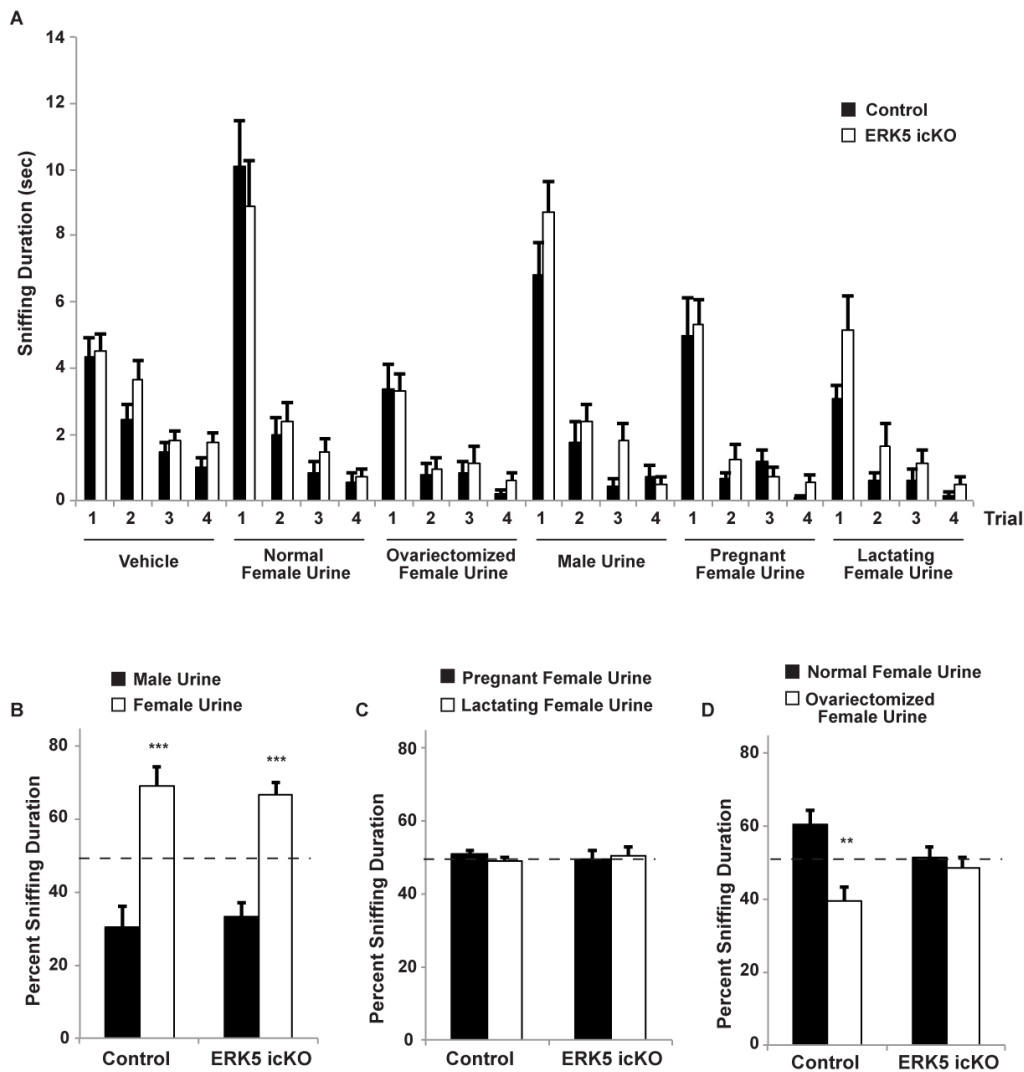 A
14
12
10
8
6
4
2
0
Sniffing Duration (sec)
Control
ERK5 icKO
1 2 3 4 1 2 3 4 1 2 3 4 1 2 3 4 1 2 3 4 1 2 3 4 Trial
Vehicle
Normal
Female Urine
Ovariectomized
Female Urine
Male Urine
Pregnant
Female Urine
Lactating
Female Urine
B
Male Urine
Female Urine
80
60
40
20
0
Percent Sniffing Duration
***
***
Control ERK5 icKO
C
Pregnant Female Urine
Lactating Female Urine
80
60
40
20
0
Percent Sniffing Duration
Control ERK5 icKO
D
Normal Female Urine
Ovariectomized
Female Urine
80
60
40
20
0
Percent Sniffing Duration
**
Control ERK5 icKO